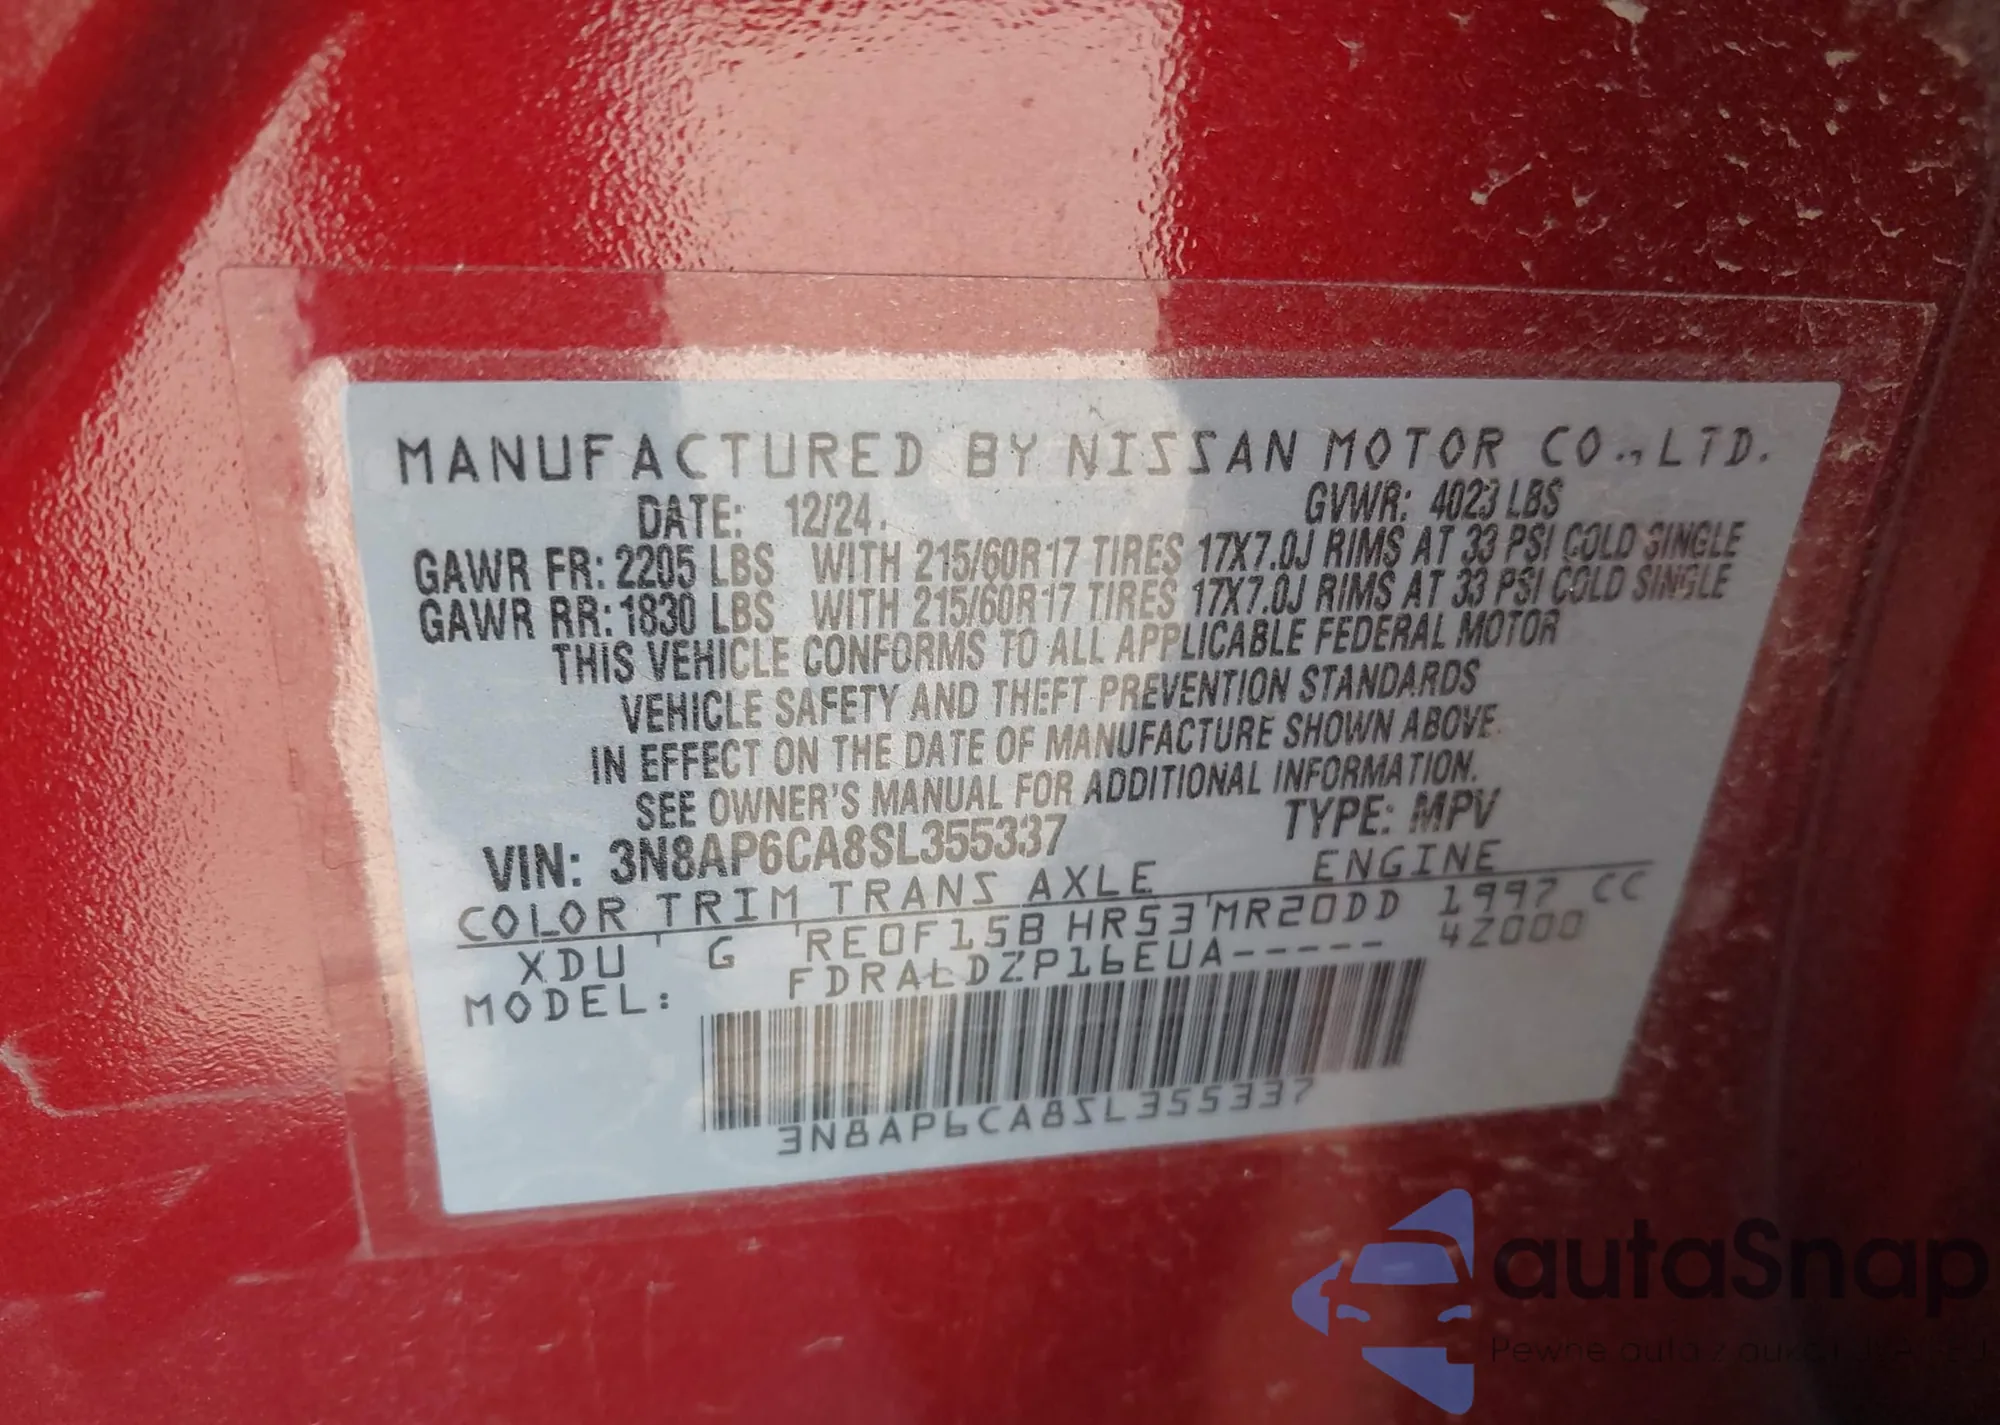 MANUFACTURED BY NISSAN MOTOR CO., LTD.
DATE: 12/24. GVWR: 4023 LBS
GAWR FR: 2205 LBS WITH 215/60R17 TIRES 17X7.0J RIMS AT 33 PSI COLD SINGLE
GAWR RR: 1830 LBS WITH 215/60R17 TIRES 17X7.0J RIMS AT 33 PSI COLD SINGLE
THIS VEHICLE CONFORMS TO ALL APPLICABLE FEDERAL MOTOR
VEHICLE SAFETY AND THEFT PREVENTION STANDARDS
IN EFFECT ON THE DATE OF MANUFACTURE SHOWN ABOVE.
SEE OWNER'S MANUAL FOR ADDITIONAL INFORMATION.
VIN: 3N8AP6CA8SL355337 TYPE: MPV
COLOR TRIM TRANS AXLE ENGINE
XDU G RE0F15B HR53 MR20DD 1997 CC
MODEL: FDRALDZP16EUA----- 42000
3N8AP6CA8SL355337
autaSnap
Pewne auta z